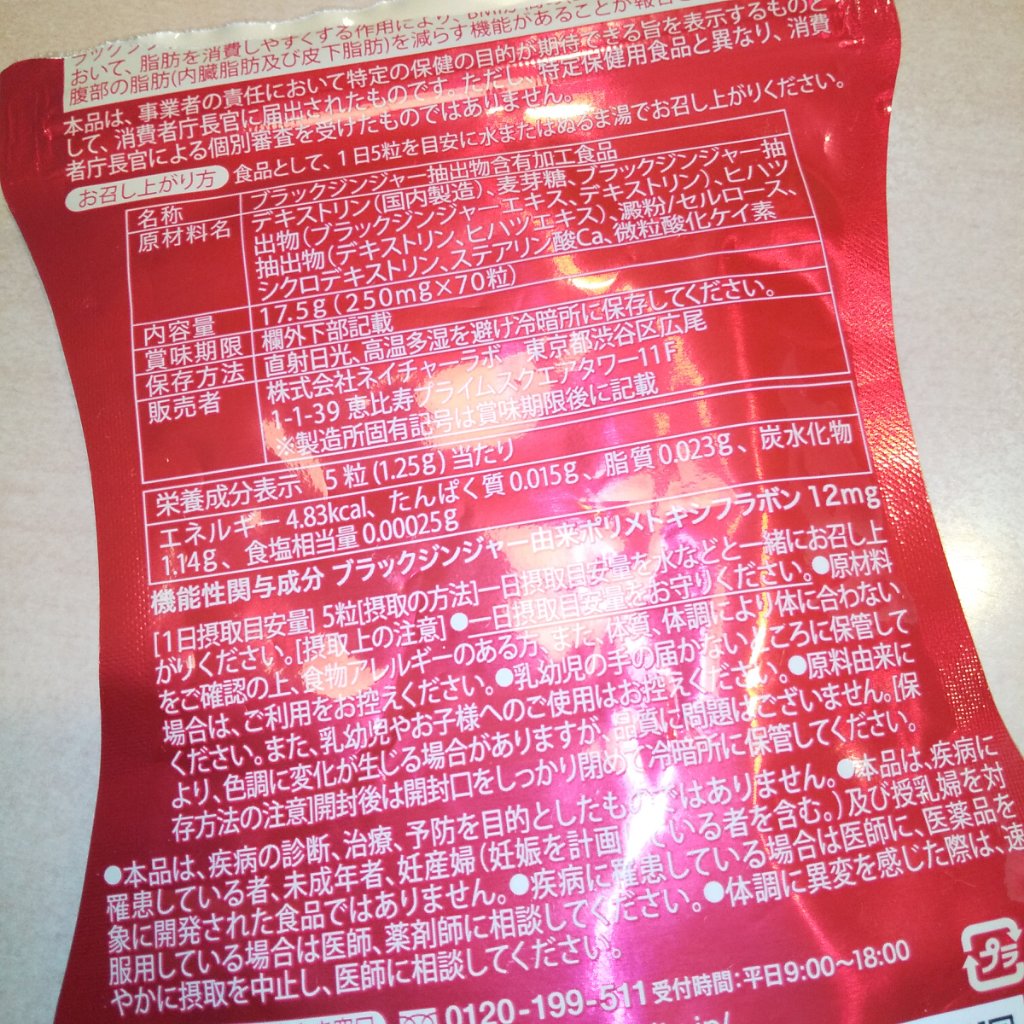 おいて、脂肪を消費しやすくする作用により、BMIが
腹部の脂肪(内臓脂肪及び皮下脂肪)を減らす機能があることが報告
本品は、事業者の責任において特定の保健の目的が期待できる旨を表示するものと
して、消費者庁長官に届出されたものです。ただし、特定保健用食品と異なり、消費
者庁長官による個別審査を受けたものではありません。
お召し上がり方 食品として、1日5粒を目安に水またはぬるま湯でお召し上がりください。
名称 ブラックジンジャー抽出物含有加工食品
原材料名 デキストリン(国内製造)、麦芽糖、ブラックジンジャー抽
出物(ブラックジンジャーエキス、デキストリン)、ヒハツ
抽出物(デキストリン、ヒハツエキス)、澱粉/セルロース、
シクロデキストリン、ステアリン酸Ca、微粒酸化ケイ素
内容量 17.5g(250mg×70粒)
賞味期限 欄外下部記載
保存方法 直射日光、高温多湿を避け冷暗所に保存してください。
販売者 株式会社ネイチャーラボ 東京都渋谷区広尾
1-1-39 恵比寿プライムスクエアタワー11F
※製造所固有記号は賞味期限後に記載
栄養成分表示 5粒(1.25g)当たり
エネルギー 4.83kcal、たんぱく質 0.015g、脂質 0.023g、炭水化物
1.14g、食塩相当量 0.00025g
機能性関与成分 ブラックジンジャー由来ポリメトキシフラボン 12mg
[1日摂取目安量] 5粒[摂取の方法]一日摂取目安量を水などと一緒にお召し上
がりください。[摂取上の注意] ●一日摂取目安量をお守りください。●原材料
をご確認の上、食物アレルギーのある方、また、体質、体調により体に合わない
場合は、ご利用をお控えください。●乳幼児の手の届かないところに保管して
ください。また、乳幼児やお子様へのご使用はお控えください。●原料由来に
より、色調に変化が生じる場合がありますが、品質に問題はございません。[保
存方法の注意]開封後は開封口をしっかり閉めて冷暗所に保管してください。
●本品は、疾病の診断、治療、予防を目的としたものではありません。●本品は、疾病に
罹患している者、未成年者、妊産婦(妊娠を計画している者を含む。)及び授乳婦を対
象に開発された食品ではありません。●疾病に罹患している場合は医師に、医薬品を
服用している場合は医師、薬剤師に相談してください。●体調に異変を感じた際は、速
やかに摂取を中止し、医師に相談してください。
0120-199-511 受付時間:平日9:00~18:00
プラ